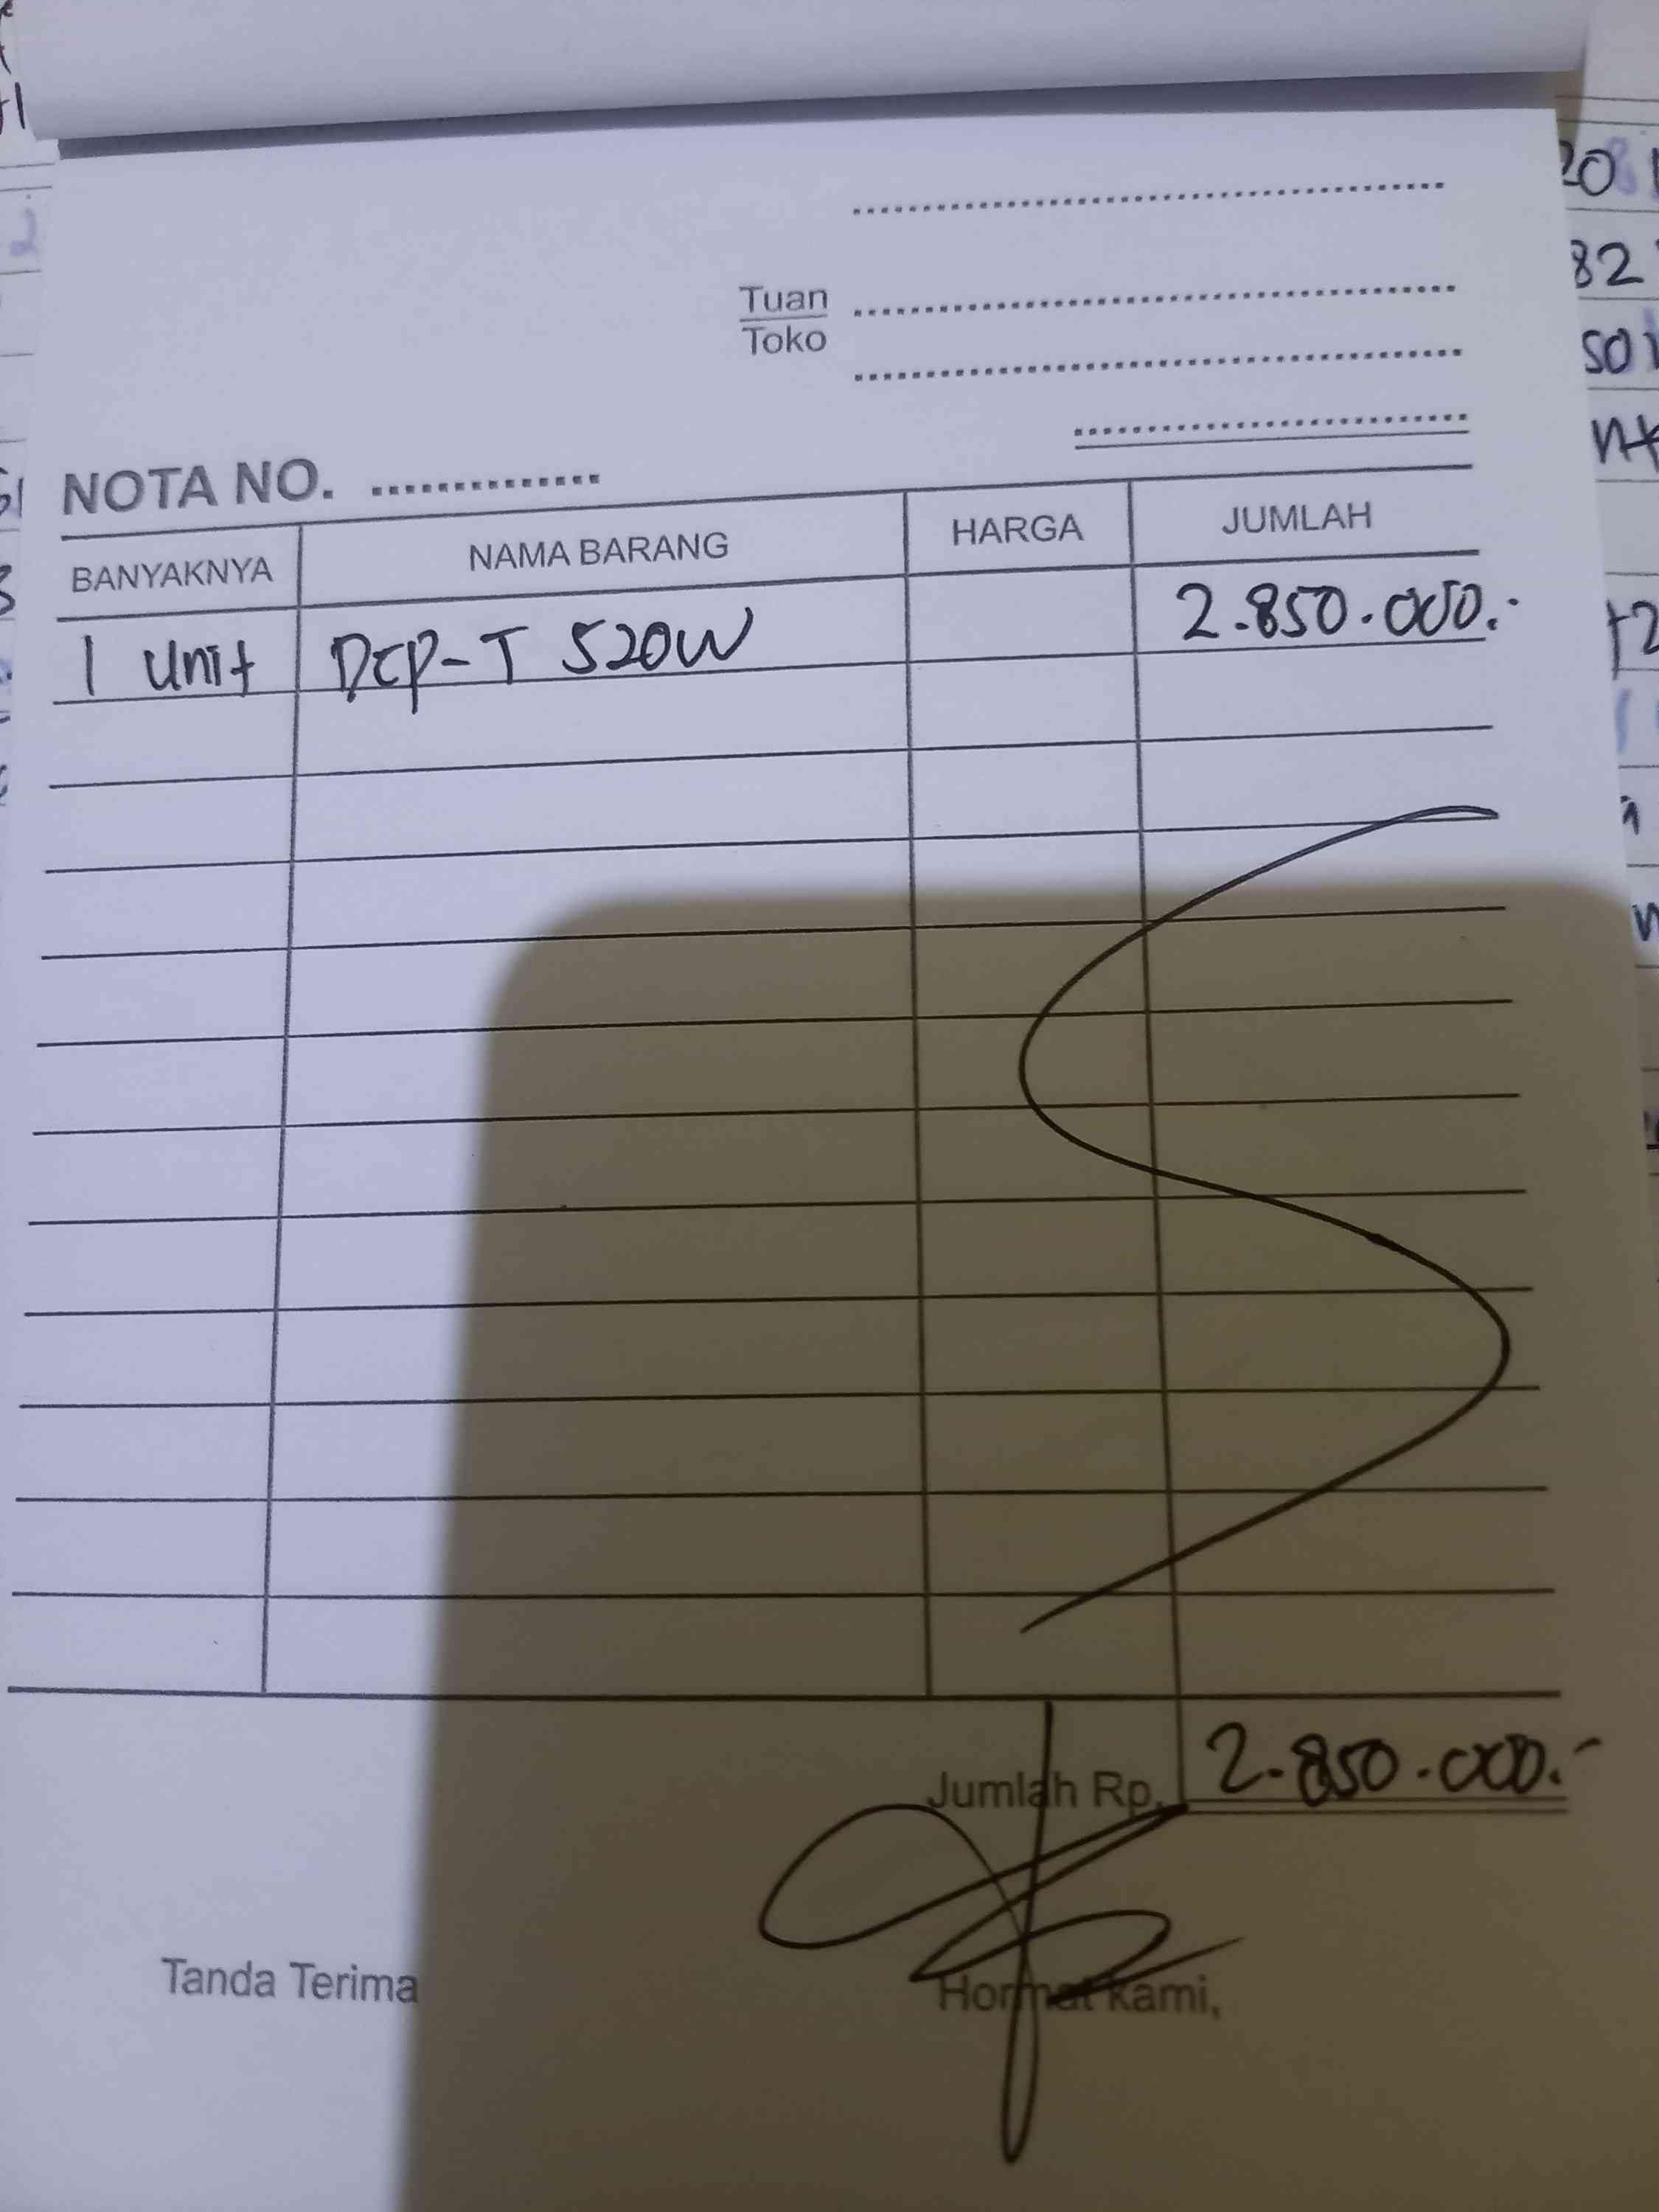 Tuan
Toko
NOTA NO. ..............
BANYAKNYA NAMA BARANG HARGA JUMLAH
1 Unit DCP-T 520W 2.850.000.-
Jumlah Rp. 2.850.000.-
Tanda Terima Hormat Kami,